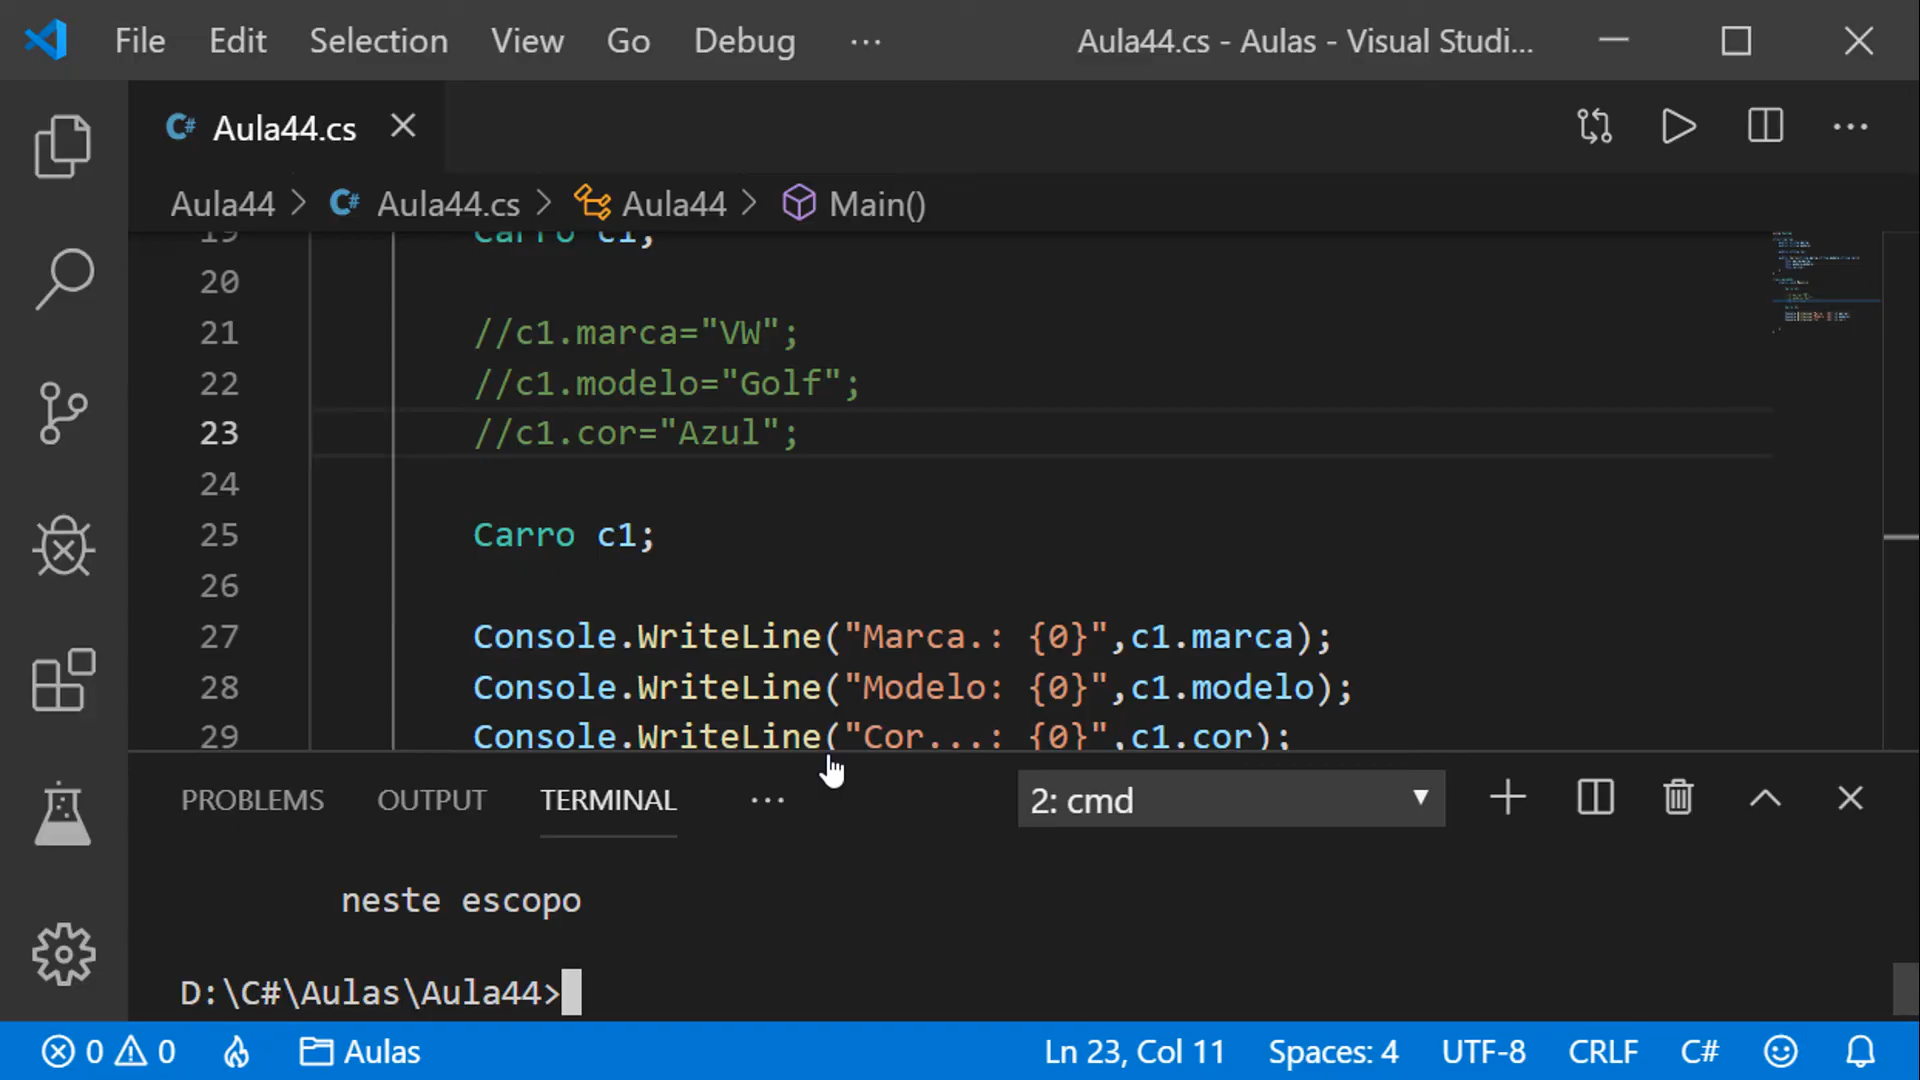 File Edit Selection View Go Debug ··· Aula44.cs - Aulas - Visual Studi...
C# Aula44.cs
Aula44 > C# Aula44.cs > Aula44 > Main()
19 Carro c1;
20
21 //c1.marca="VW";
22 //c1.modelo="Golf";
23 //c1.cor="Azul";
24
25 Carro c1;
26
27 Console.WriteLine("Marca.: {0}",c1.marca);
28 Console.WriteLine("Modelo: {0}",c1.modelo);
29 Console.WriteLine("Cor...: {0}",c1.cor);
PROBLEMS OUTPUT TERMINAL ··· 2: cmd
neste escopo
D:\C#\Aulas\Aula44>
0 0 Aulas Ln 23, Col 11 Spaces: 4 UTF-8 CRLF C#